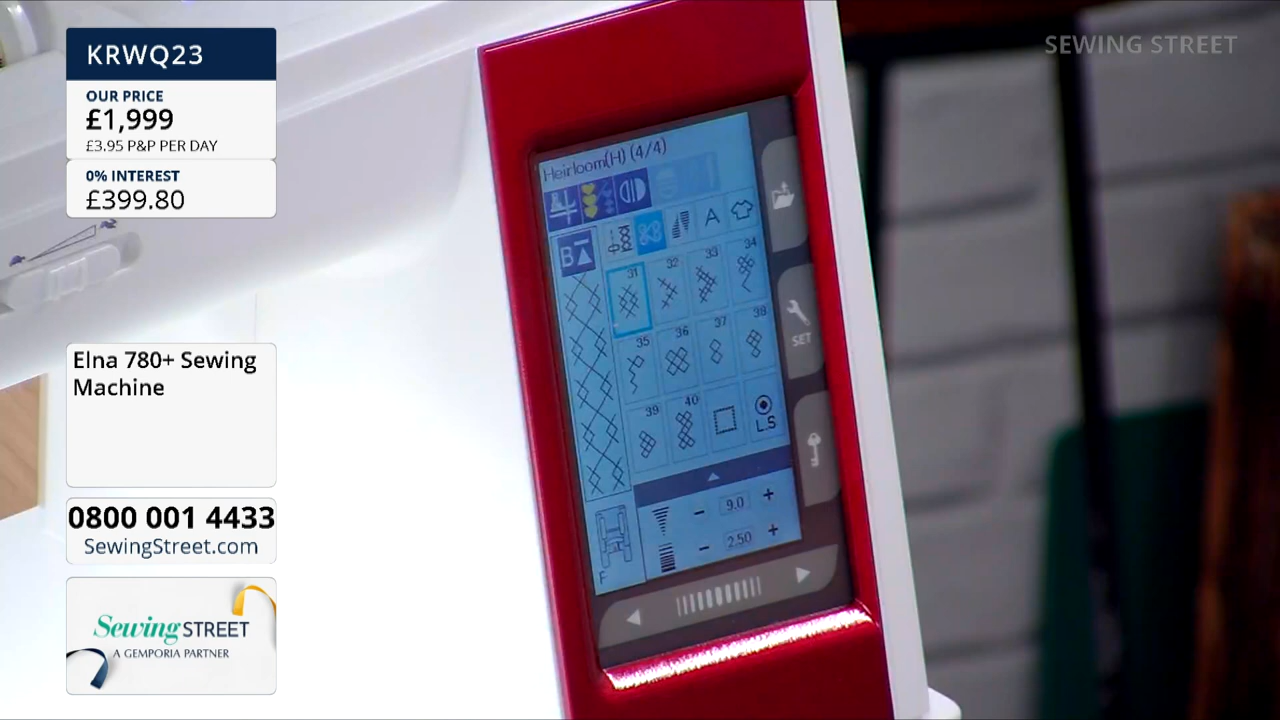 KRWQ23
OUR PRICE
£1,999
£3.95 P&P PER DAY
0% INTEREST
£399.80
Elna 780+ Sewing
Machine
0800 001 4433
SewingStreet.com
Sewing STREET
A GEMPORIA PARTNER
SEWING STREET
Heirloom(H) (4/4)
B
A
31 32 33 34
35 36 37 38
39 40 L.S
- 9.0 +
- 2.50 +
F
SET